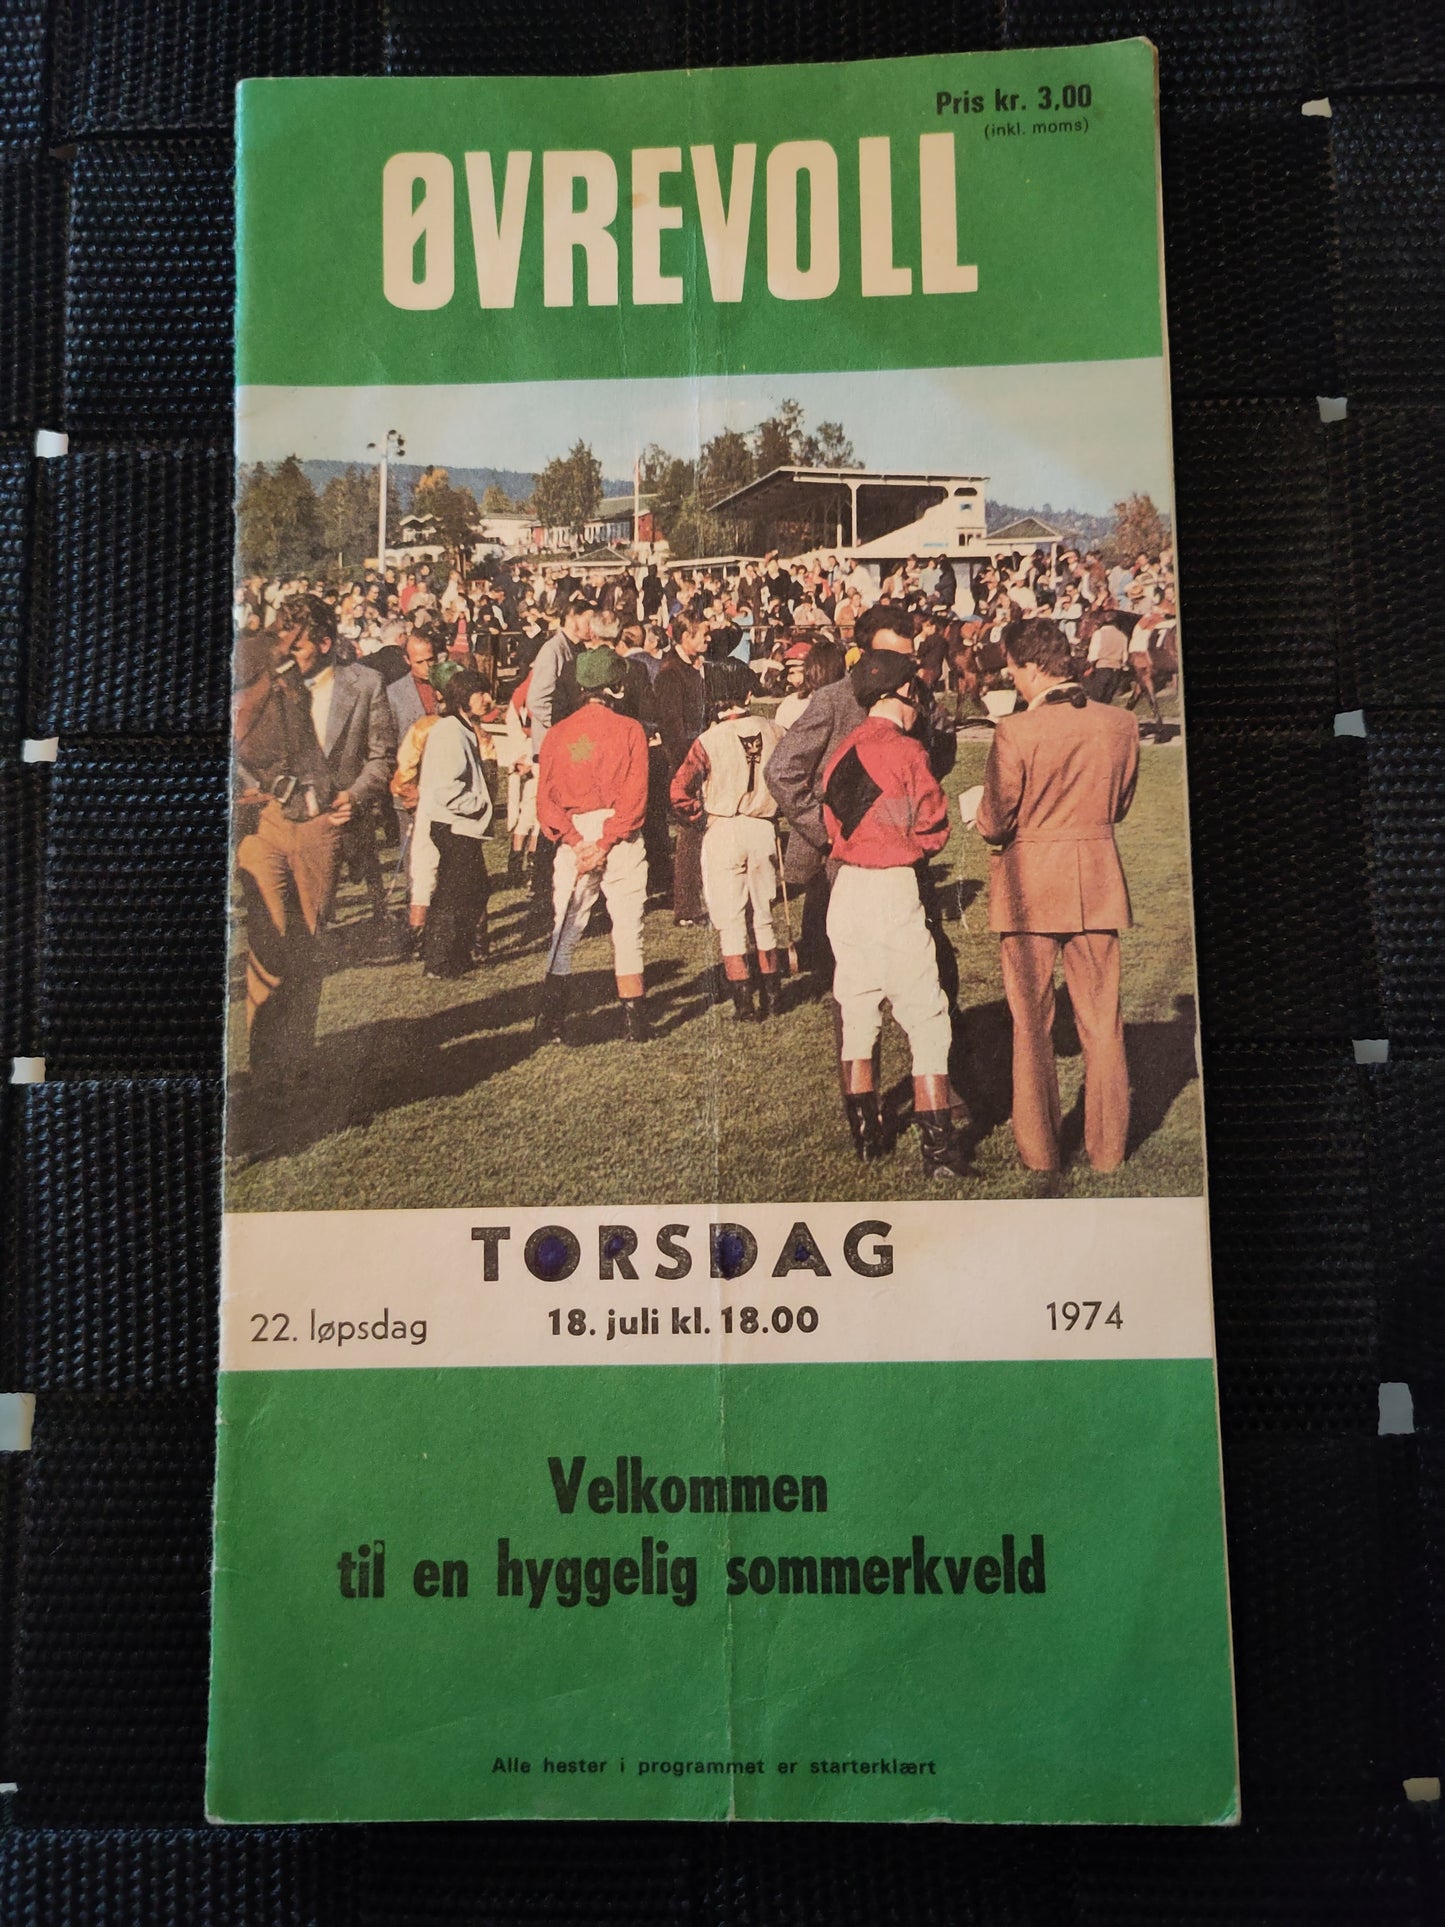 Pris kr. 3,00
(inkl. moms)
ØVREVOLL
TORSDAG
22. løpsdag 18. juli kl. 18.00 1974
Velkommen
til en hyggelig sommerkveld
Alle hester i programmet er starterklært